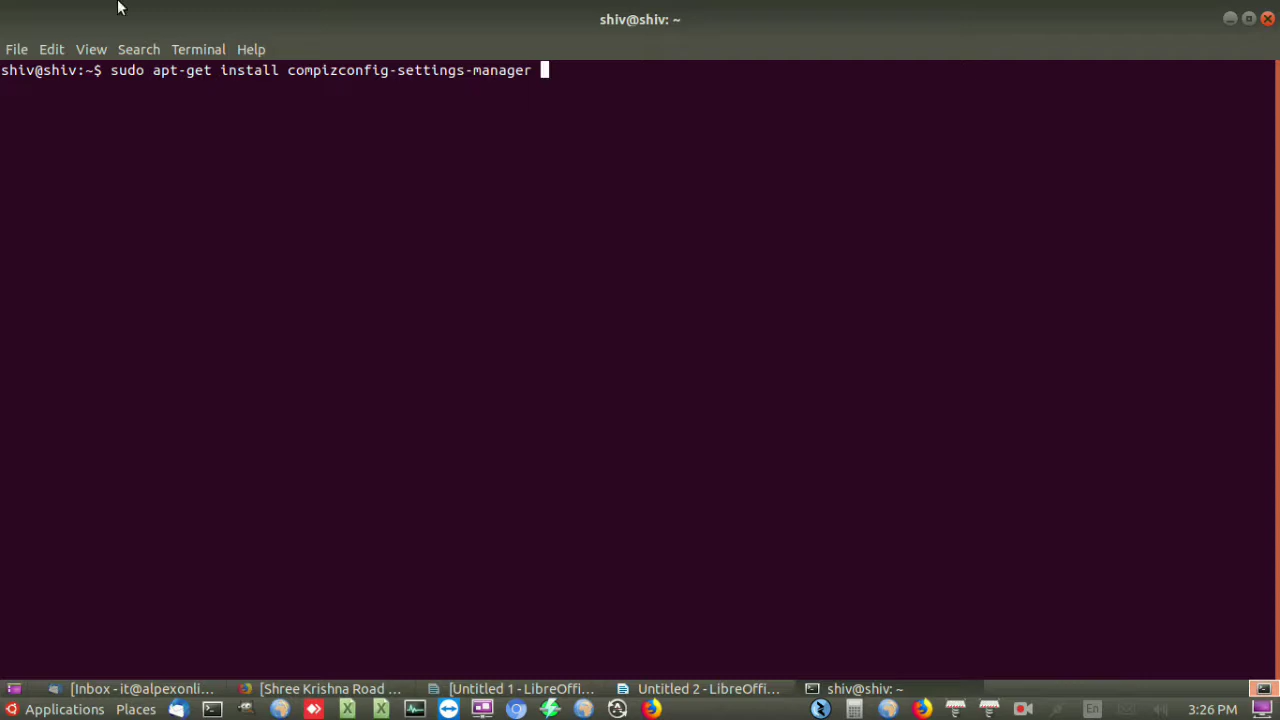 shiv@shiv: ~
File Edit View Search Terminal Help
shiv@shiv:~$ sudo apt-get install compizconfig-settings-manager
[Inbox - it@alpexonli... [Shree Krishna Road ... [Untitled 1 - LibreOffi... Untitled 2 - LibreOffi... shiv@shiv: ~
Applications Places En 3:26 PM